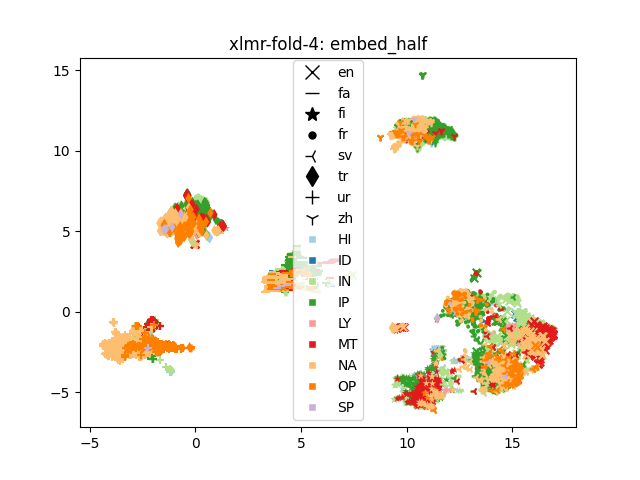 xlmr-fold-4: embed_half
15
10
5
0
−5
−5
0
5
10
15
en
fa
fi
fr
sv
tr
ur
zh
HI
ID
IN
IP
LY
MT
NA
OP
SP